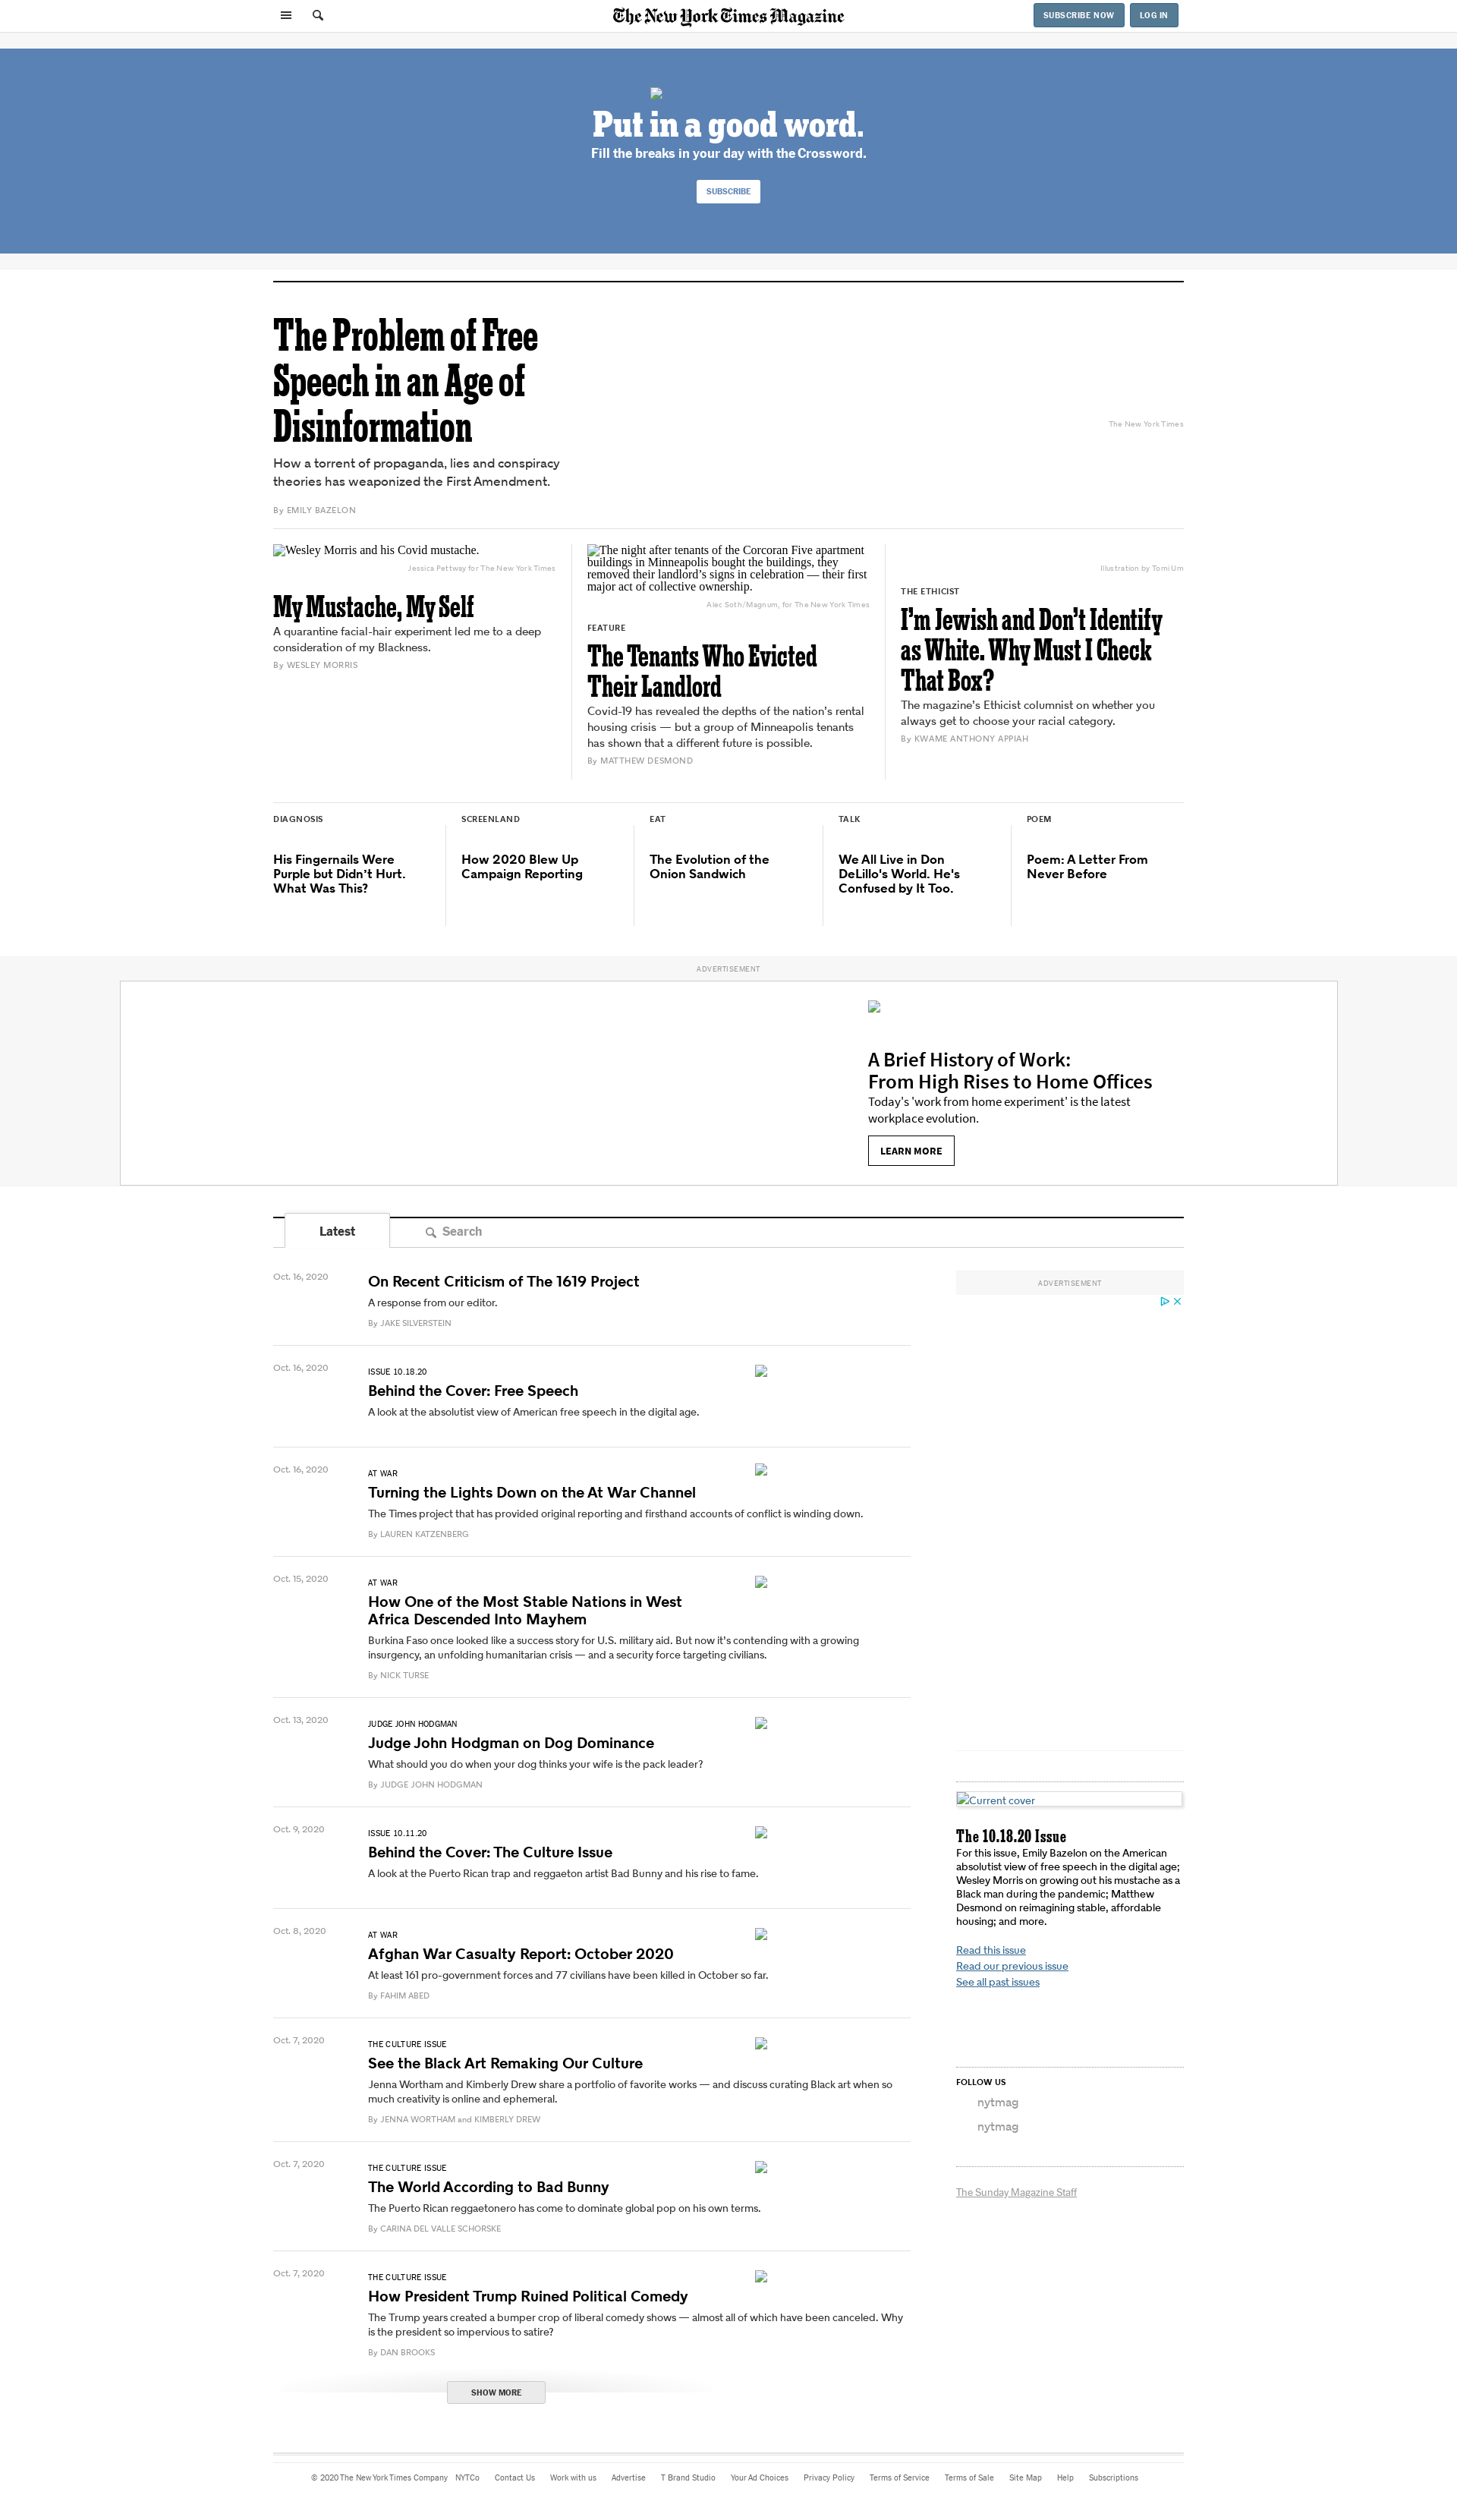 The New York Times Magazine
SUBSCRIBE NOW
LOG IN
Put in a good word.
Fill the breaks in your day with the Crossword.
SUBSCRIBE
The Problem of Free
Speech in an Age of
Disinformation
How a torrent of propaganda, lies and conspiracy
theories has weaponized the First Amendment.
By EMILY BAZELON
The New York Times
Wesley Morris and his Covid mustache.
Jessica Pettway for The New York Times
My Mustache, My Self
A quarantine facial-hair experiment led me to a deep
consideration of my Blackness.
By WESLEY MORRIS
The night after tenants of the Corcoran Five apartment
buildings in Minneapolis bought the buildings, they
removed their landlord’s signs in celebration — their first
major act of collective ownership.
Alec Soth/Magnum, for The New York Times
FEATURE
The Tenants Who Evicted
Their Landlord
Covid-19 has revealed the depths of the nation’s rental
housing crisis — but a group of Minneapolis tenants
has shown that a different future is possible.
By MATTHEW DESMOND
Illustration by Tomi Um
THE ETHICIST
I’m Jewish and Don’t Identify
as White. Why Must I Check
That Box?
The magazine’s Ethicist columnist on whether you
always get to choose your racial category.
By KWAME ANTHONY APPIAH
DIAGNOSIS
His Fingernails Were
Purple but Didn’t Hurt.
What Was This?
SCREENLAND
How 2020 Blew Up
Campaign Reporting
EAT
The Evolution of the
Onion Sandwich
TALK
We All Live in Don
DeLillo's World. He's
Confused by It Too.
POEM
Poem: A Letter From
Never Before
ADVERTISEMENT
A Brief History of Work:
From High Rises to Home Offices
Today's 'work from home experiment' is the latest
workplace evolution.
LEARN MORE
Latest
Search
Oct. 16, 2020
On Recent Criticism of The 1619 Project
A response from our editor.
By JAKE SILVERSTEIN
Oct. 16, 2020
ISSUE 10.18.20
Behind the Cover: Free Speech
A look at the absolutist view of American free speech in the digital age.
Oct. 16, 2020
AT WAR
Turning the Lights Down on the At War Channel
The Times project that has provided original reporting and firsthand accounts of conflict is winding down.
By LAUREN KATZENBERG
Oct. 15, 2020
AT WAR
How One of the Most Stable Nations in West
Africa Descended Into Mayhem
Burkina Faso once looked like a success story for U.S. military aid. But now it’s contending with a growing
insurgency, an unfolding humanitarian crisis — and a security force targeting civilians.
By NICK TURSE
Oct. 13, 2020
JUDGE JOHN HODGMAN
Judge John Hodgman on Dog Dominance
What should you do when your dog thinks your wife is the pack leader?
By JUDGE JOHN HODGMAN
Oct. 9, 2020
ISSUE 10.11.20
Behind the Cover: The Culture Issue
A look at the Puerto Rican trap and reggaeton artist Bad Bunny and his rise to fame.
Oct. 8, 2020
AT WAR
Afghan War Casualty Report: October 2020
At least 161 pro-government forces and 77 civilians have been killed in October so far.
By FAHIM ABED
Oct. 7, 2020
THE CULTURE ISSUE
See the Black Art Remaking Our Culture
Jenna Wortham and Kimberly Drew share a portfolio of favorite works — and discuss curating Black art when so
much creativity is online and ephemeral.
By JENNA WORTHAM and KIMBERLY DREW
Oct. 7, 2020
THE CULTURE ISSUE
The World According to Bad Bunny
The Puerto Rican reggaetonero has come to dominate global pop on his own terms.
By CARINA DEL VALLE SCHORSKE
Oct. 7, 2020
THE CULTURE ISSUE
How President Trump Ruined Political Comedy
The Trump years created a bumper crop of liberal comedy shows — almost all of which have been canceled. Why
is the president so impervious to satire?
By DAN BROOKS
SHOW MORE
ADVERTISEMENT
Current cover
The 10.18.20 Issue
For this issue, Emily Bazelon on the American
absolutist view of free speech in the digital age;
Wesley Morris on growing out his mustache as a
Black man during the pandemic; Matthew
Desmond on reimagining stable, affordable
housing; and more.
Read this issue
Read our previous issue
See all past issues
FOLLOW US
nytmag
nytmag
The Sunday Magazine Staff
© 2020 The New York Times Company NYTCo Contact Us Work with us Advertise T Brand Studio Your Ad Choices Privacy Policy Terms of Service Terms of Sale Site Map Help Subscriptions